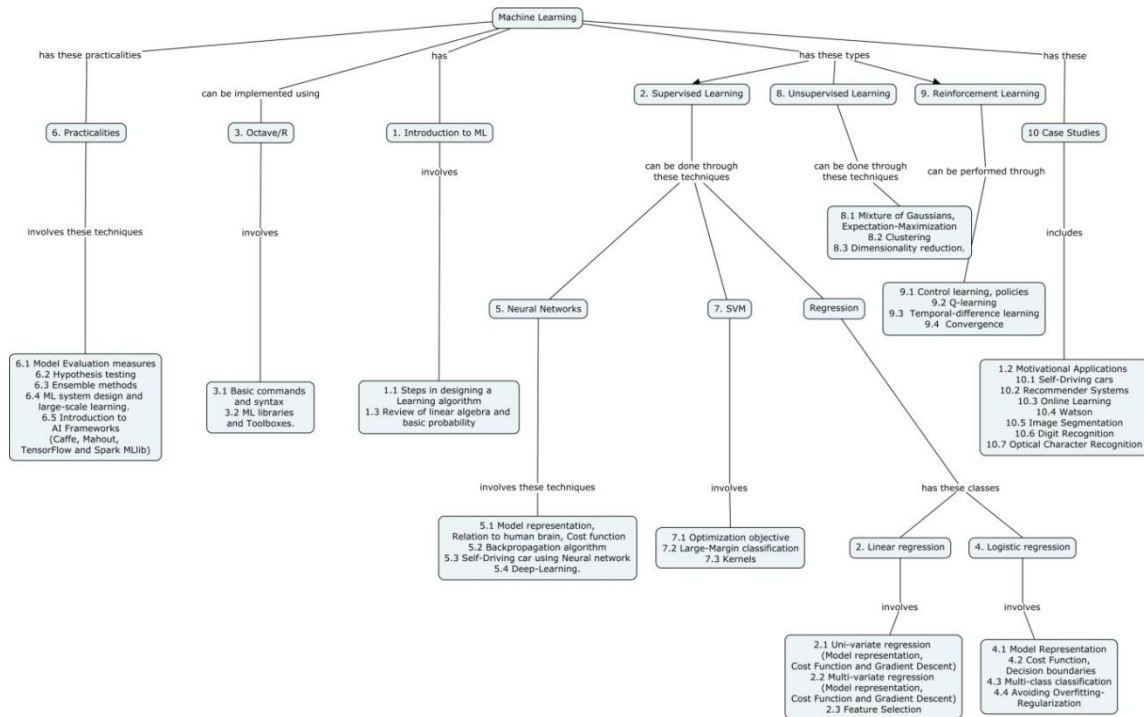 Machine Learning
has these practicalities
has
has these types
has these
can be implemented using
2. Supervised Learning
8. Unsupervised Learning
9. Reinforcement Learning
6. Practicalities
3. Octave/R
1. Introduction to ML
10 Case Studies
involves
can be done through
these techniques
can be done through
these techniques
can be performed through
8.1 Mixture of Gaussians,
Expectation-Maximization
8.2 Clustering
8.3 Dimensionality reduction.
involves these techniques
involves
includes
9.1 Control learning, policies
9.2 Q-learning
9.3 Temporal-difference learning
9.4 Convergence
5. Neural Networks
7. SVM
Regression
6.1 Model Evaluation measures
6.2 Hypothesis testing
6.3 Ensemble methods
6.4 ML system design and
large-scale learning.
6.5 Introduction to
AI Frameworks
(Caffe, Mahout,
TensorFlow and Spark MLlib)
3.1 Basic commands
and syntax
3.2 ML libraries
and Toolboxes.
1.1 Steps in designing a
Learning algorithm
1.3 Review of linear algebra and
basic probability
1.2 Motivational Applications
10.1 Self-Driving cars
10.2 Recommender Systems
10.3 Online Learning
10.4 Watson
10.5 Image Segmentation
10.6 Digit Recognition
10.7 Optical Character Recognition
involves these techniques
involves
has these classes
5.1 Model representation,
Relation to human brain, Cost function
5.2 Backpropagation algorithm
5.3 Self-Driving car using Neural network
5.4 Deep-Learning.
7.1 Optimization objective
7.2 Large-Margin classification
7.3 Kernels
2. Linear regression
4. Logistic regression
involves
involves
2.1 Uni-variate regression
(Model representation,
Cost Function and Gradient Descent)
2.2 Multi-variate regression
(Model representation,
Cost Function and Gradient Descent)
2.3 Feature Selection
4.1 Model Representation
4.2 Cost Function,
Decision boundaries
4.3 Multi-class classification
4.4 Avoiding Overfitting-
Regularization